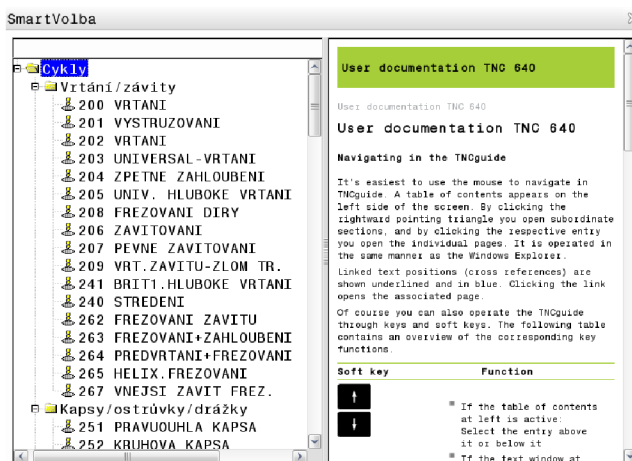 SmartVolba
Cykly
Vrtání/závity
200 VRTANI
201 VYSTRUZOVANI
202 VRTANI
203 UNIVERSAL-VRTANI
204 ZPETNE ZAHLOUBENI
205 UNIV. HLUBOKE VRTANI
208 FREZOVANI DIRY
206 ZAVITOVANI
207 PEVNE ZAVITOVANI
209 VRT.ZAVITU-ZLOM TR.
241 BRIT1.HLUBOKE VRTANI
240 STREDENI
262 FREZOVANI ZAVITU
263 FREZOVANI+ZAHLOUBENI
264 PREDVRTANI+FREZOVANI
265 HELIX.FREZOVANI
267 VNEJSI ZAVIT FREZ.
Kapsy/ostrůvky/drážky
251 PRAVUOUHLA KAPSA
252 KRUHOVA KAPSA
User documentation TNC 640
User documentation TNC 640
User documentation TNC 640
Navigating in the TNCguide
It's easiest to use the mouse to navigate in
TNCguide. A table of contents appears on the
left side of the screen. By clicking the
rightward pointing triangle you open subordinate
sections, and by clicking the respective entry
you open the individual pages. It is operated in
the same manner as the Windows Explorer.
Linked text positions (cross references) are
shown underlined and in blue. Clicking the link
opens the associated page.
Of course you can also operate the TNCguide
through keys and soft keys. The following table
contains an overview of the corresponding key
functions.
Soft key Function
If the table of contents
at left is active:
Select the entry above
it or below it
If the text window at